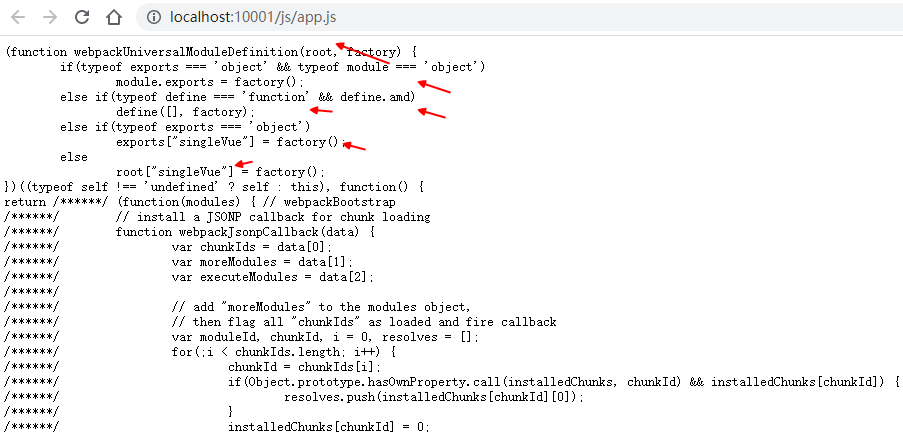 localhost:10001/js/app.js
(function webpackUniversalModuleDefinition(root, factory) {
        if(typeof exports === 'object' && typeof module === 'object')
                module.exports = factory();
        else if(typeof define === 'function' && define.amd)
                define([], factory);
        else if(typeof exports === 'object')
                exports["singleVue"] = factory();
        else
                root["singleVue"] = factory();
})((typeof self !== 'undefined' ? self : this), function() {
return /******/ (function(modules) { // webpackBootstrap
/******/        // install a JSONP callback for chunk loading
/******/        function webpackJsonpCallback(data) {
/******/                var chunkIds = data[0];
/******/                var moreModules = data[1];
/******/                var executeModules = data[2];
/******/
/******/                // add "moreModules" to the modules object,
/******/                // then flag all "chunkIds" as loaded and fire callback
/******/                var moduleId, chunkId, i = 0, resolves = [];
/******/                for(;i < chunkIds.length; i++) {
/******/                        chunkId = chunkIds[i];
/******/                        if(Object.prototype.hasOwnProperty.call(installedChunks, chunkId) && installedChunks[chunkId]) {
/******/                                resolves.push(installedChunks[chunkId][0]);
/******/                        }
/******/                        installedChunks[chunkId] = 0;